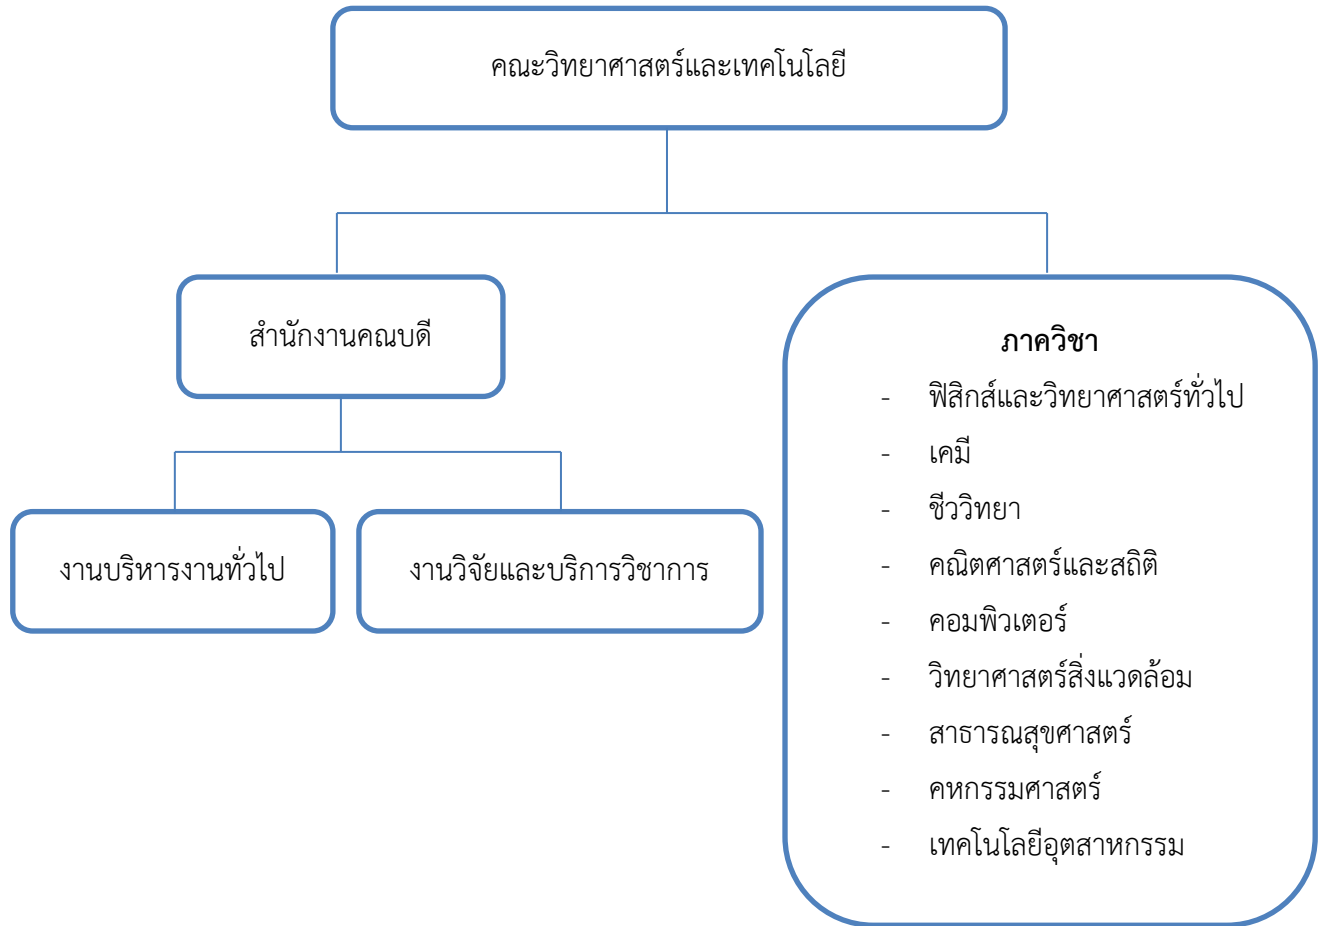 คณะวิทยาศาสตร์และเทคโนโลยี
สำนักงานคณบดี
งานบริหารงานทั่วไป
งานวิจัยและบริการวิชาการ
ภาควิชา
- ฟิสิกส์และวิทยาศาสตร์ทั่วไป
- เคมี
- ชีววิทยา
- คณิตศาสตร์และสถิติ
- คอมพิวเตอร์
- วิทยาศาสตร์สิ่งแวดล้อม
- สาธารณสุขศาสตร์
- คหกรรมศาสตร์
- เทคโนโลยีอุตสาหกรรม